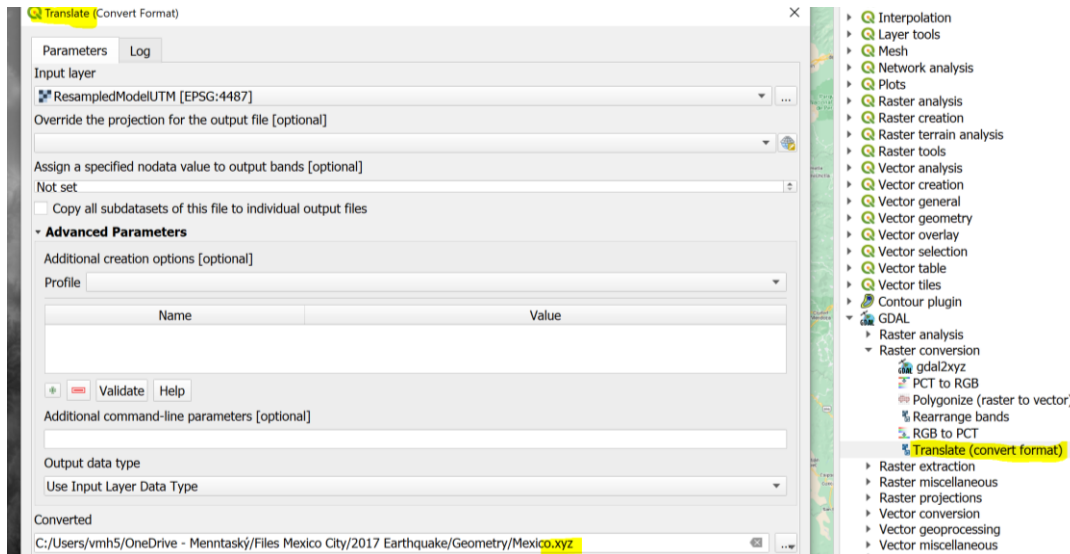 Translate (Convert Format)
Parameters
Log
Input layer
ResampledModelUTM [EPSG:4487]
...
Override the projection for the output file [optional]
Assign a specified nodata value to output bands [optional]
Not set
Copy all subdatasets of this file to individual output files
Advanced Parameters
Additional creation options [optional]
Profile
Name
Value
Validate
Help
Additional command-line parameters [optional]
Output data type
Use Input Layer Data Type
Converted
C:/Users/vmh5/OneDrive - Menntaský/Files Mexico City/2017 Earthquake/Geometry/Mexico.xyz
...
Interpolation
Layer tools
Mesh
Network analysis
Plots
Raster analysis
Raster creation
Raster terrain analysis
Raster tools
Vector analysis
Vector creation
Vector general
Vector geometry
Vector overlay
Vector selection
Vector table
Vector tiles
Contour plugin
GDAL
Raster analysis
Raster conversion
gdal2xyz
PCT to RGB
Polygonize (raster to vector)
Rearrange bands
RGB to PCT
Translate (convert format)
Raster extraction
Raster miscellaneous
Raster projections
Vector conversion
Vector geoprocessing
Vector miscellaneous